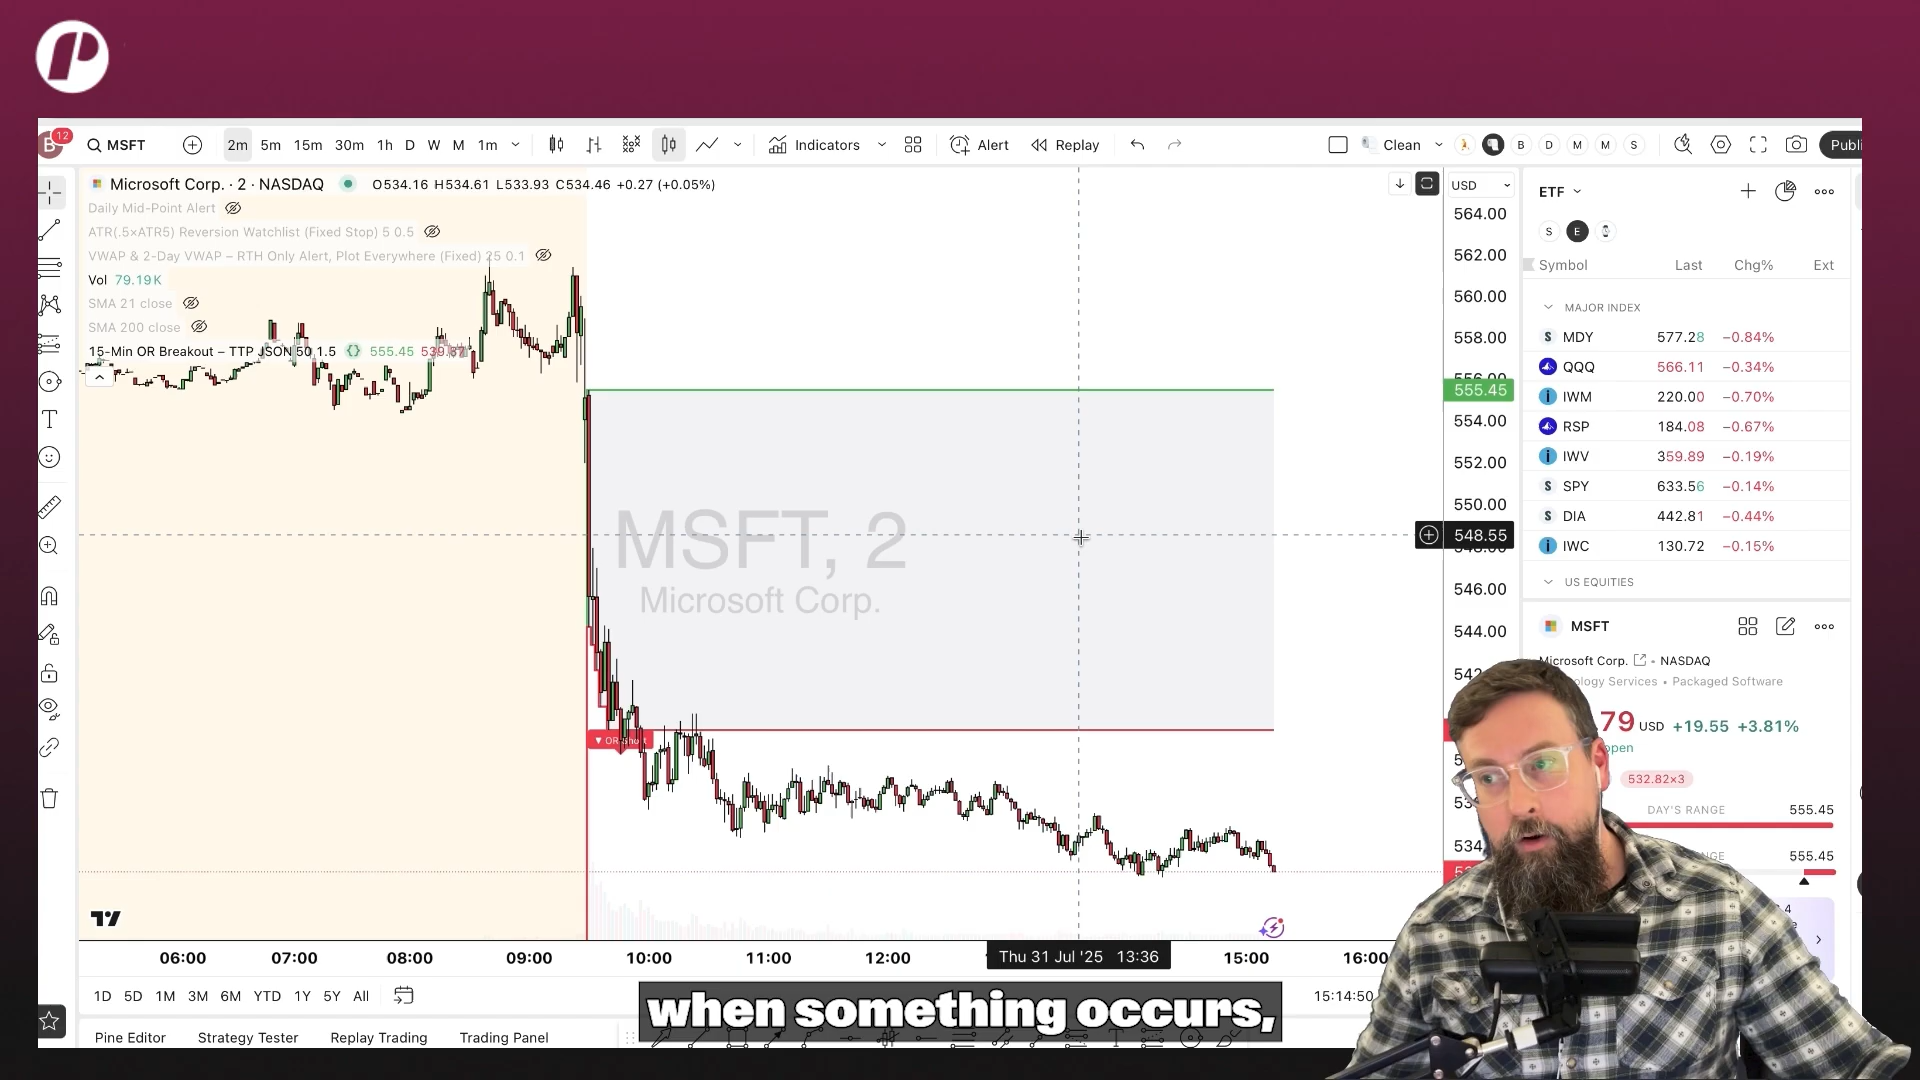 12
B
MSFT
2m 5m 15m 30m 1h D W M 1m
Indicators
Alert
Replay
Clean
B D M M S
Publi
Microsoft Corp. · 2 · NASDAQ
O534.16 H534.61 L533.93 C534.46 +0.27 (+0.05%)
Daily Mid-Point Alert
ATR(.5×ATR5) Reversion Watchlist (Fixed Stop) 5 0.5
VWAP & 2-Day VWAP – RTH Only Alert, Plot Everywhere (Fixed) 25 0.1
Vol 79.19K
SMA 21 close
SMA 200 close
15-Min OR Breakout – TTP JSON 50 1.5 {} 555.45
MSFT, 2
Microsoft Corp.
USD
564.00
562.00
560.00
558.00
555.45
554.00
552.00
550.00
548.55
546.00
544.00
ETF
S E
Symbol Last Chg% Ext
MAJOR INDEX
MDY 577.28 −0.84%
QQQ 566.11 −0.34%
IWM 220.00 −0.70%
RSP 184.08 −0.67%
IWV 359.89 −0.19%
SPY 633.56 −0.14%
DIA 442.81 −0.44%
IWC 130.72 −0.15%
US EQUITIES
MSFT
Microsoft Corp. • NASDAQ
ology Services • Packaged Software
.79 USD +19.55 +3.81%
open
532.82×3
DAY'S RANGE 555.45
NGE 555.45
06:00 07:00 08:00 09:00 10:00 11:00 12:00 Thu 31 Jul '25 13:36 15:00 16:00
1D 5D 1M 3M 6M YTD 1Y 5Y All
15:14:50
Pine Editor Strategy Tester Replay Trading Trading Panel
when something occurs,